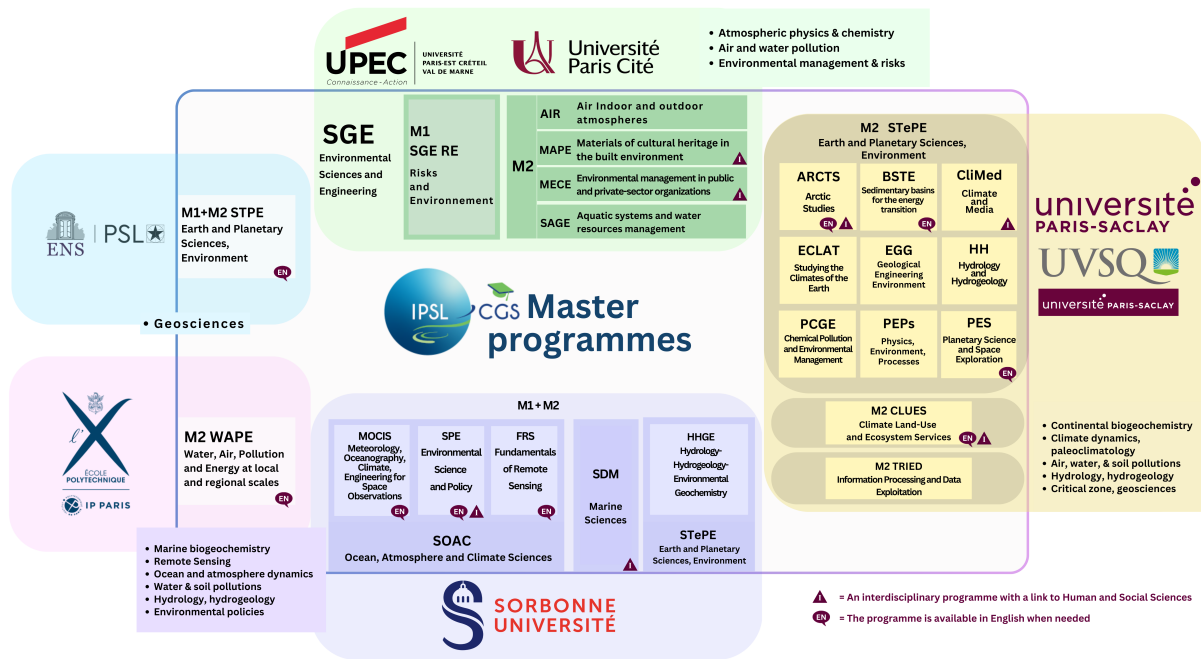 UPEC
Connaissance - Action
UNIVERSITÉ
PARIS-EST CRÉTEIL
VAL DE MARNE
Université
Paris Cité
• Atmospheric physics & chemistry
• Air and water pollution
• Environmental management & risks
SGE
Environmental
Sciences and
Engineering
M1
SGE RE
Risks
and
Environnement
M2
AIR
Air Indoor and outdoor
atmospheres
MAPE
Materials of cultural heritage in
the built environment
I
MECE
Environmental management in public
and private-sector organizations
I
SAGE
Aquatic systems and water
resources management
ENS
PSL
M1+M2 STPE
Earth and Planetary
Sciences,
Environment
EN
• Geosciences
IPSL
CGS
Master
programmes
l'X
ÉCOLE
POLYTECHNIQUE
IP PARIS
M2 WAPE
Water, Air, Pollution
and Energy at local
and regional scales
EN
• Marine biogeochemistry
• Remote Sensing
• Ocean and atmosphere dynamics
• Water & soil pollutions
• Hydrology, hydrogeology
• Environmental policies
M1 + M2
MOCIS
Meteorology,
Oceanography,
Climate,
Engineering for
Space
Observations
EN
SPE
Environmental
Science
and Policy
EN I
FRS
Fundamentals
of Remote
Sensing
EN
SOAC
Ocean, Atmosphere and Climate Sciences
SDM
Marine
Sciences
I
HHGE
Hydrology-
Hydrogeology-
Environmental
Geochemistry
STePE
Earth and Planetary
Sciences, Environment
SORBONNE
UNIVERSITÉ
M2 STePE
Earth and Planetary Sciences,
Environment
ARCTS
Arctic
Studies
EN I
BSTE
Sedimentary basins
for the energy
transition
EN
CliMed
Climate
and
Media
I
ECLAT
Studying the
Climates of the
Earth
EGG
Geological
Engineering
Environment
HH
Hydrology
and
Hydrogeology
PCGE
Chemical Pollution
and Environmental
Management
PEPs
Physics,
Environment,
Processes
PES
Planetary Science
and Space
Exploration
EN
M2 CLUES
Climate Land-Use
and Ecosystem Services
EN I
M2 TRIED
Information Processing and Data
Exploitation
université
PARIS-SACLAY
UVSQ
université PARIS-SACLAY
• Continental biogeochemistry
• Climate dynamics,
paleoclimatology
• Air, water, & soil pollutions
• Hydrology, hydrogeology
• Critical zone, geosciences
I = An interdisciplinary programme with a link to Human and Social Sciences
EN = The programme is available in English when needed